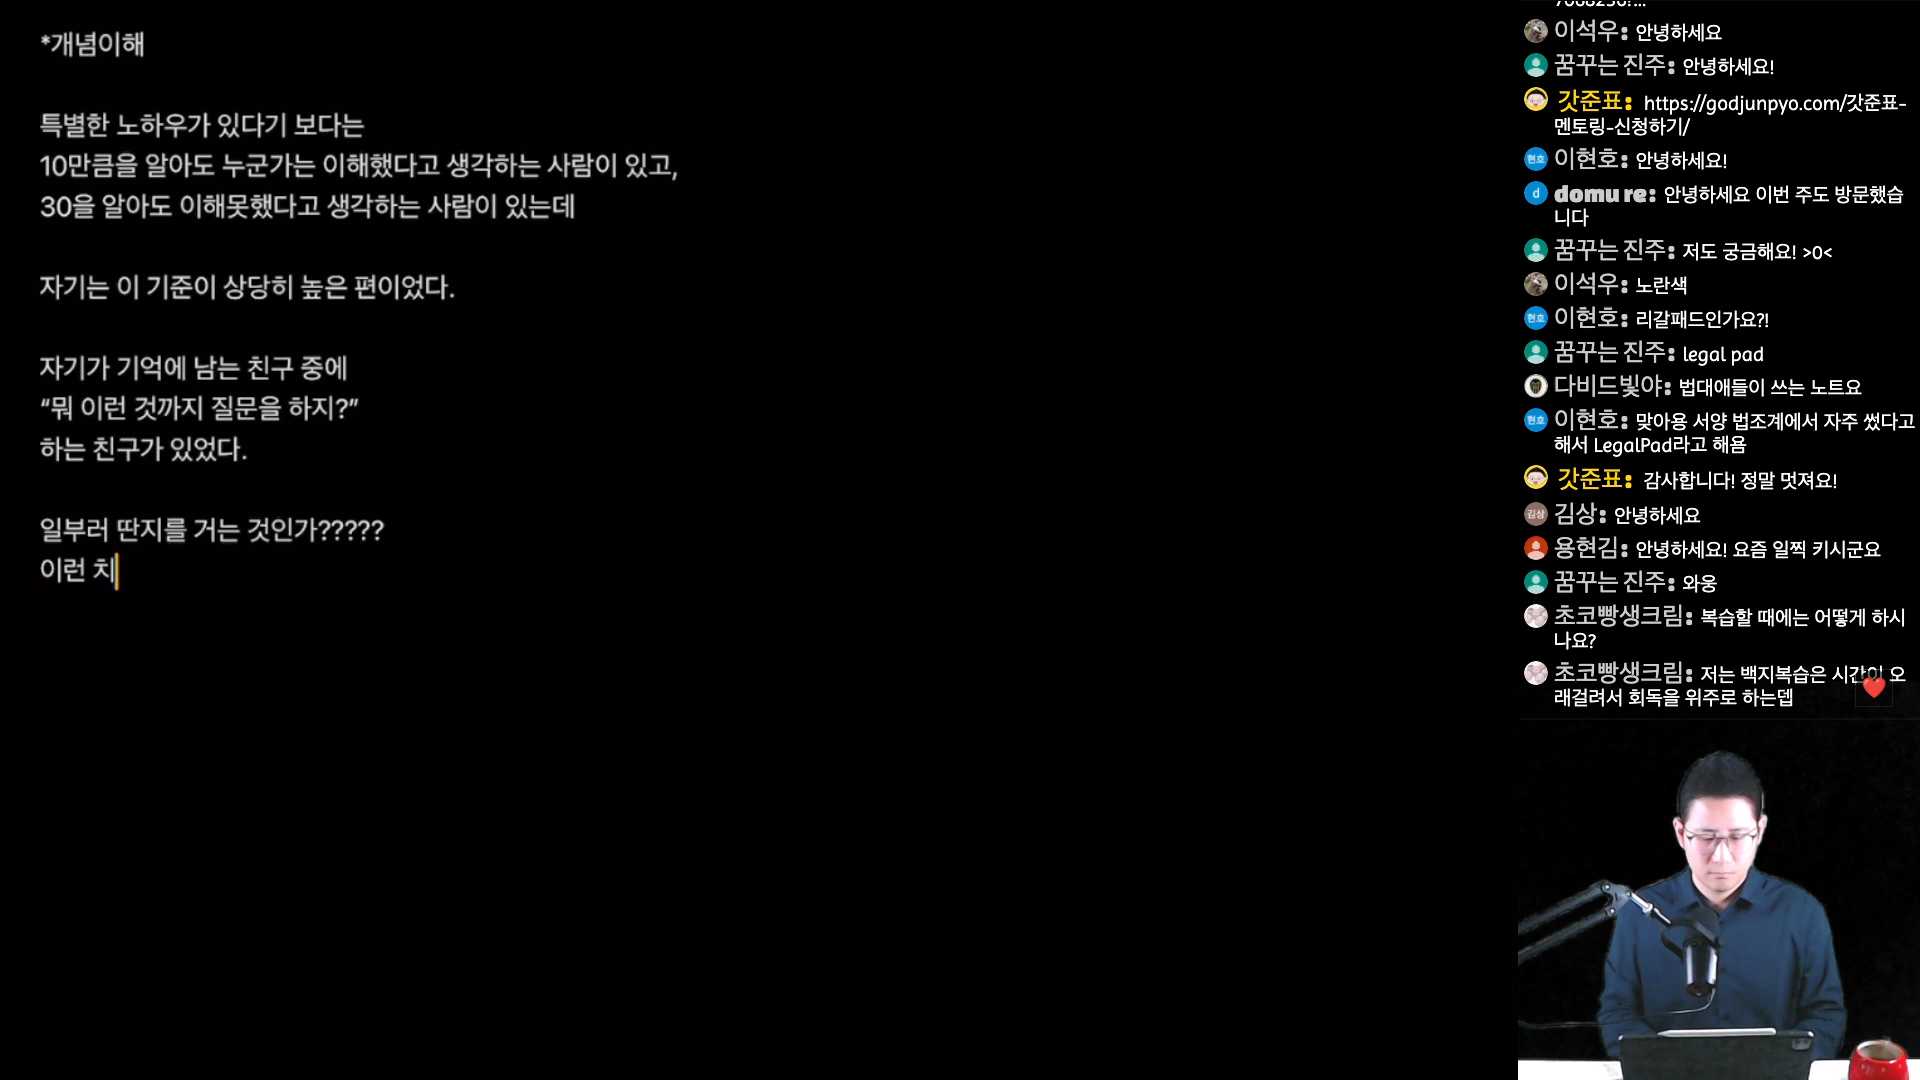 *개념이해
특별한 노하우가 있다기 보다는
10만큼을 알아도 누군가는 이해했다고 생각하는 사람이 있고,
30을 알아도 이해못했다고 생각하는 사람이 있는데
자기는 이 기준이 상당히 높은 편이었다.
자기가 기억에 남는 친구 중에
“뭐 이런 것까지 질문을 하지?”
하는 친구가 있었다.
일부러 딴지를 거는 것인가?????
이런 치
이석우: 안녕하세요
꿈꾸는 진주: 안녕하세요!
갓준표: https://godjunpyo.com/갓준표-
멘토링-신청하기/
현호 이현호: 안녕하세요!
d domu re: 안녕하세요 이번 주도 방문했습
니다
꿈꾸는 진주: 저도 궁금해요! >0<
이석우: 노란색
현호 이현호: 리갈패드인가요?!
꿈꾸는 진주: legal pad
다비드빛야: 법대애들이 쓰는 노트요
현호 이현호: 맞아용 서양 법조계에서 자주 썼다고
해서 LegalPad라고 해욤
갓준표: 감사합니다! 정말 멋져요!
김상 김상: 안녕하세요
용현김: 안녕하세요! 요즘 일찍 키시군요
꿈꾸는 진주: 와웅
초코빵생크림: 복습할 때에는 어떻게 하시
나요?
초코빵생크림: 저는 백지복습은 시간이 오
래걸려서 회독을 위주로 하는뎁